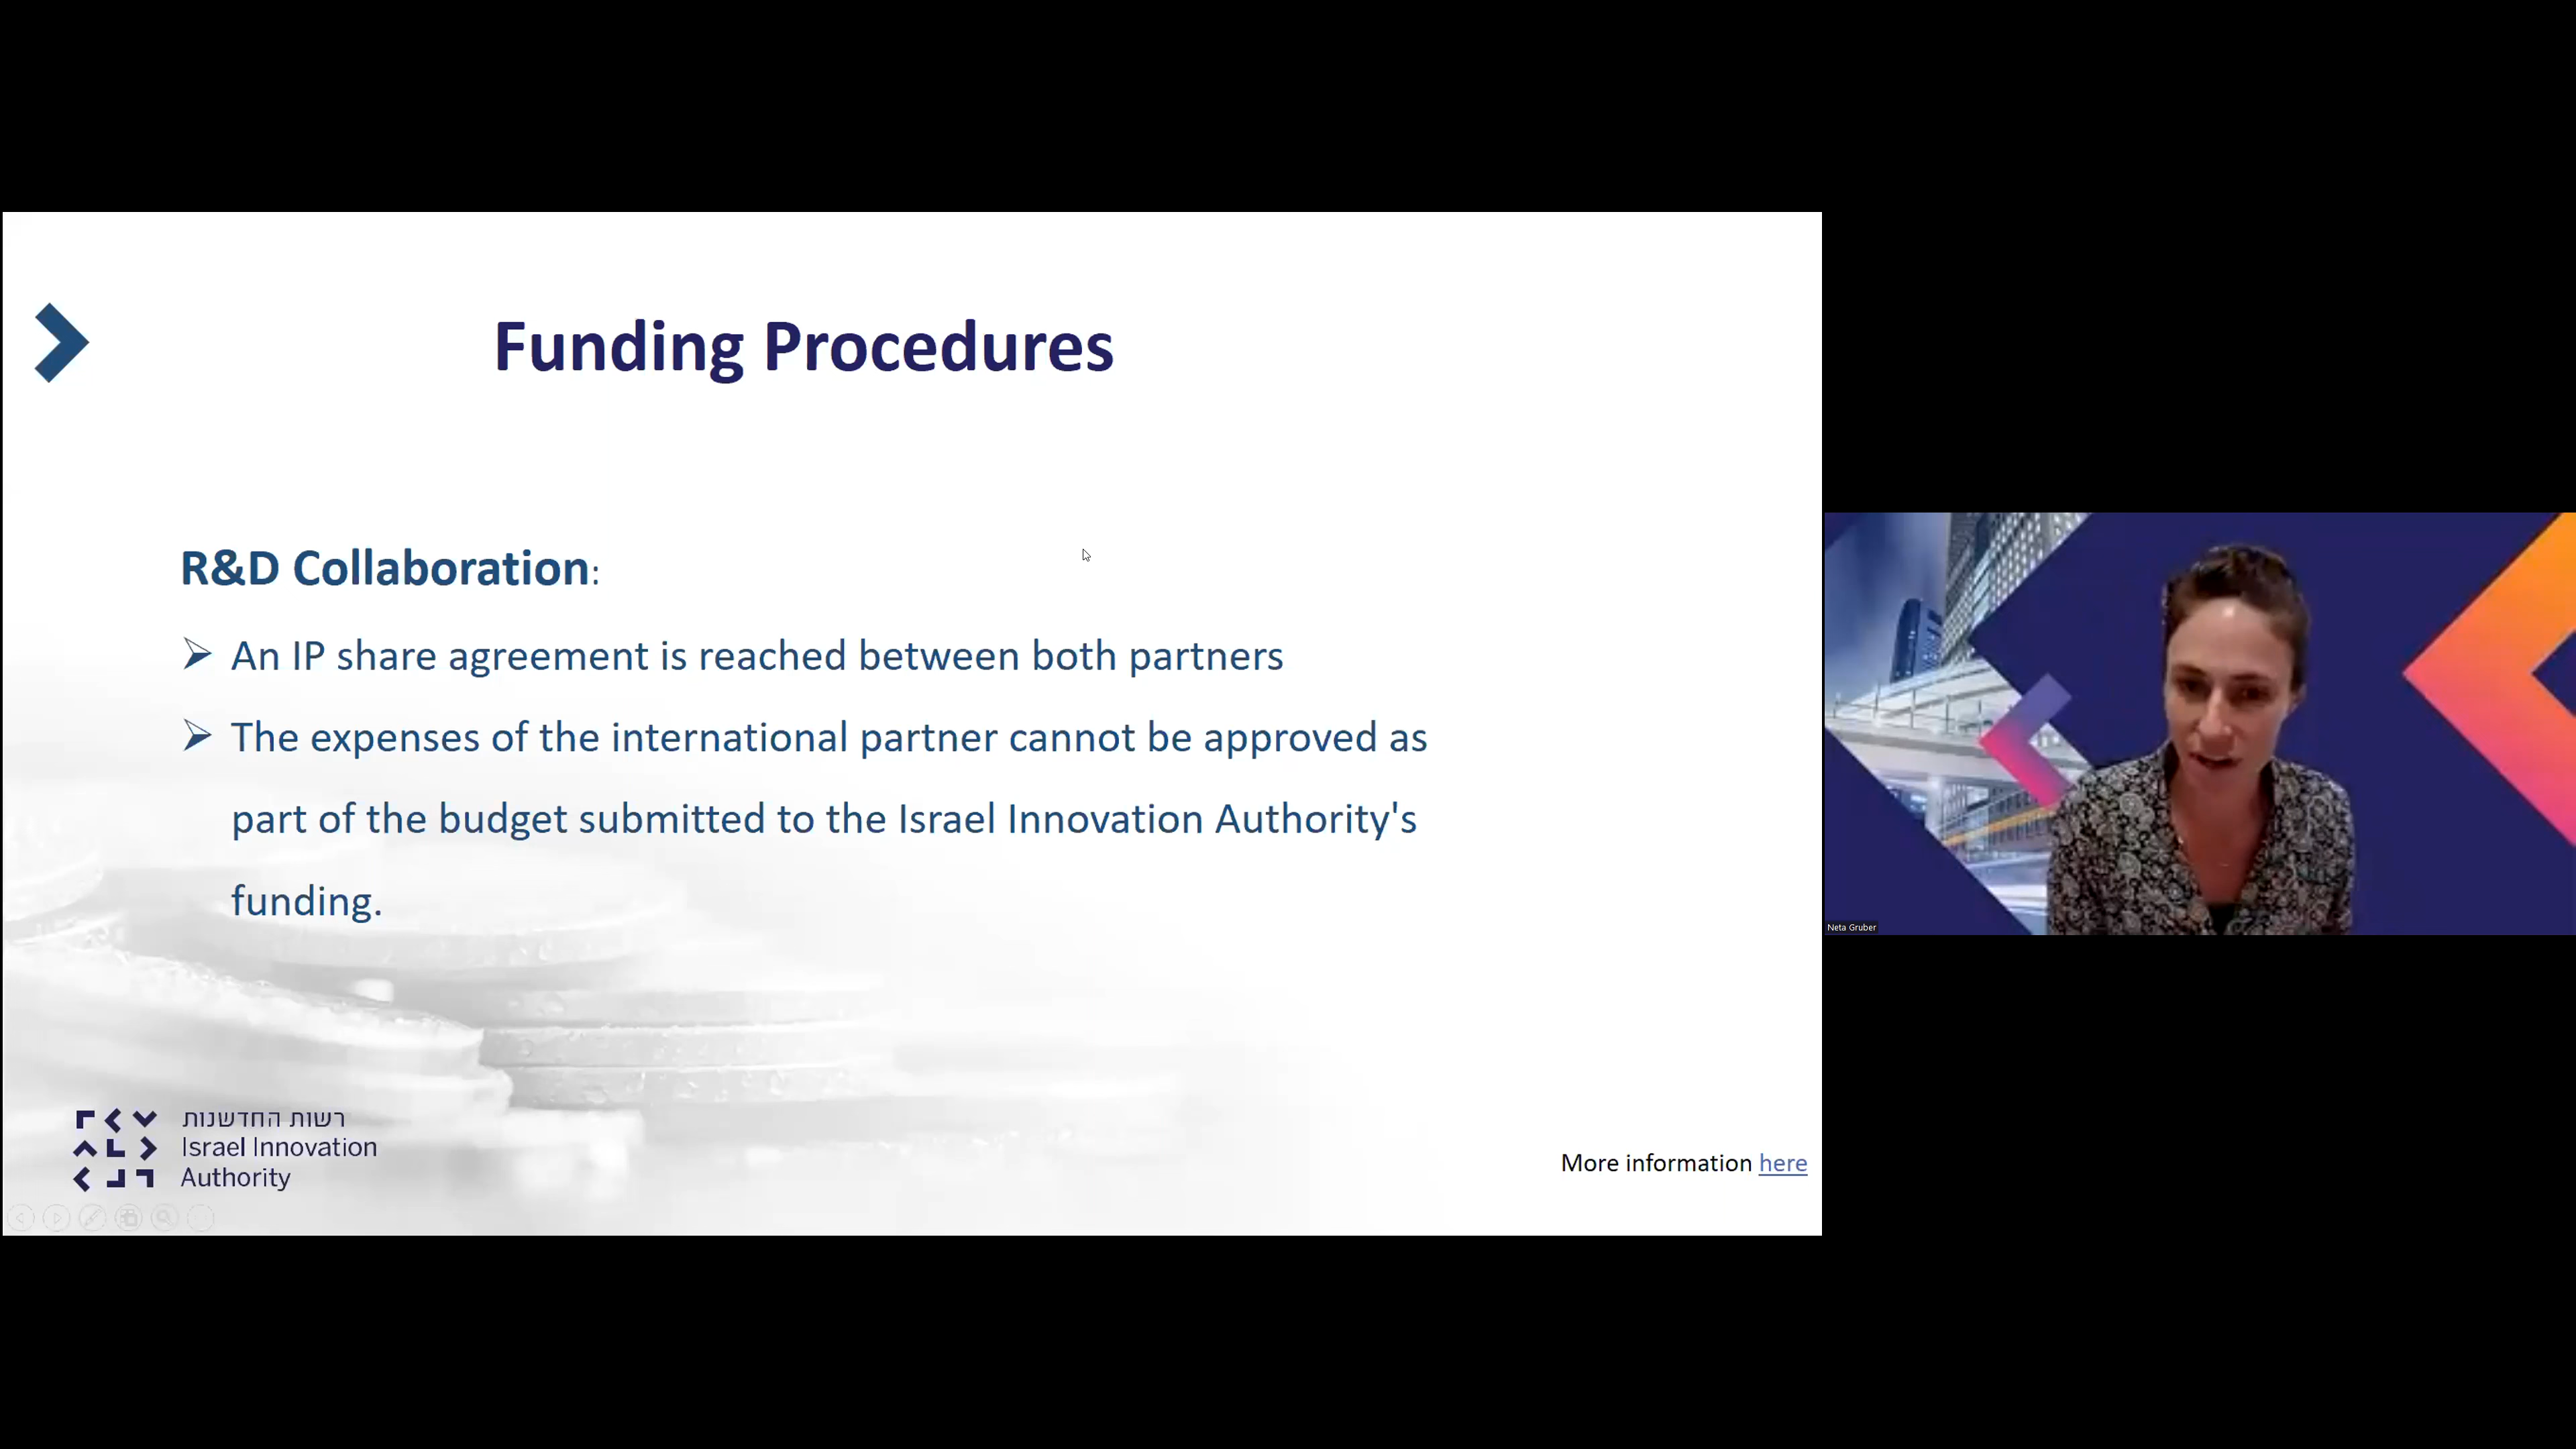 Funding Procedures
R&D Collaboration:
➢ An IP share agreement is reached between both partners
➢ The expenses of the international partner cannot be approved as
part of the budget submitted to the Israel Innovation Authority's
funding.
רשות החדשנות
Israel Innovation
Authority
More information here
Neta Gruber